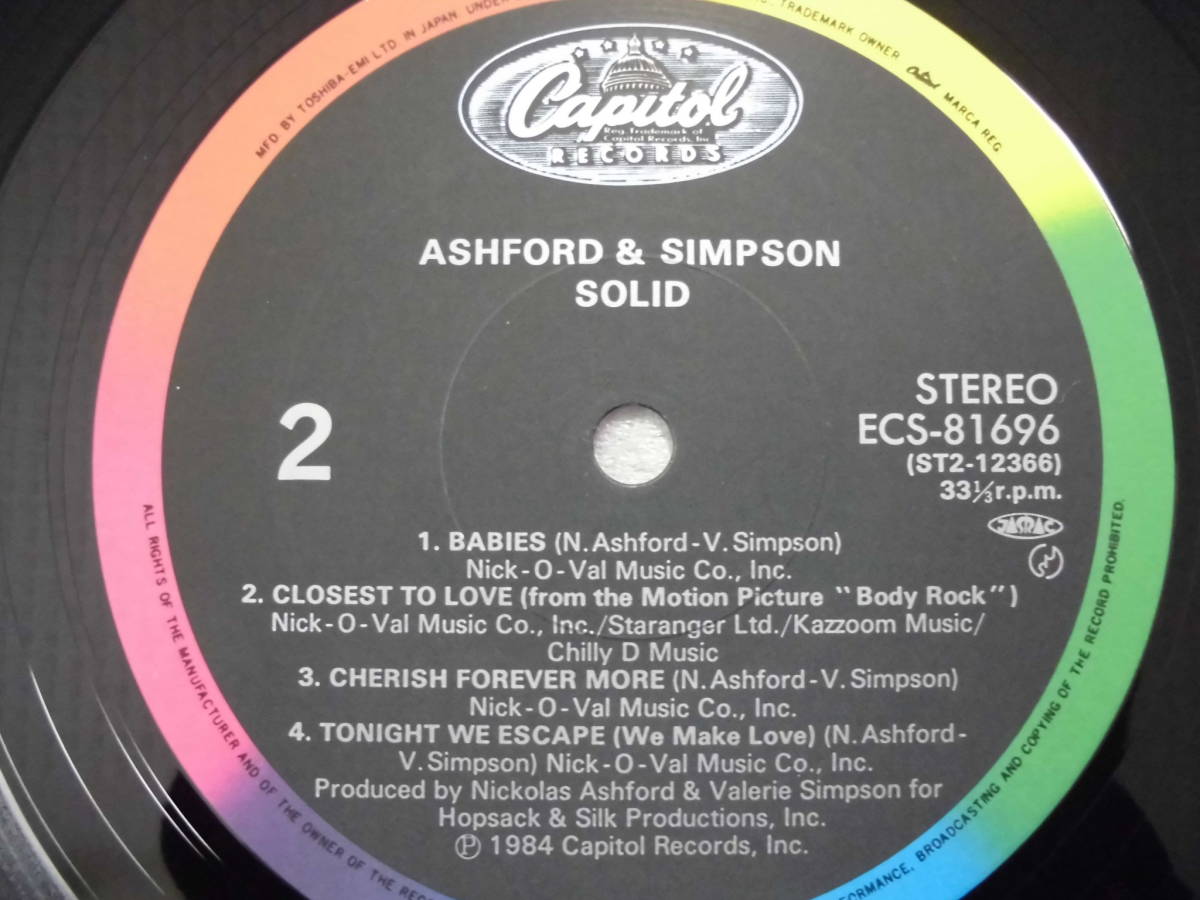 MFD. BY TOSHIBA-EMI LTD IN JAPAN UNDER
TRADEMARK OWNER Capitol MARCA REG
Capitol
Reg. Trademark of
Capitol Records, Inc
RECORDS
ASHFORD & SIMPSON
SOLID
2
STEREO
ECS-81696
(ST2-12366)
33⅓r.p.m.
JASRAC
1. BABIES (N. Ashford-V. Simpson)
Nick-O-Val Music Co., Inc.
2. CLOSEST TO LOVE (from the Motion Picture "Body Rock")
Nick-O-Val Music Co., Inc./Staranger Ltd./Kazzoom Music/
Chilly D Music
3. CHERISH FOREVER MORE (N. Ashford-V. Simpson)
Nick-O-Val Music Co., Inc.
4. TONIGHT WE ESCAPE (We Make Love) (N. Ashford-
V. Simpson) Nick-O-Val Music Co., Inc.
Produced by Nickolas Ashford & Valerie Simpson for
Hopsack & Silk Productions, Inc.
℗ 1984 Capitol Records, Inc.
ALL RIGHTS OF THE MANUFACTURER AND OF THE OWNER OF THE
BROADCASTING AND COPYING OF THE RECORD PROHIBITED.